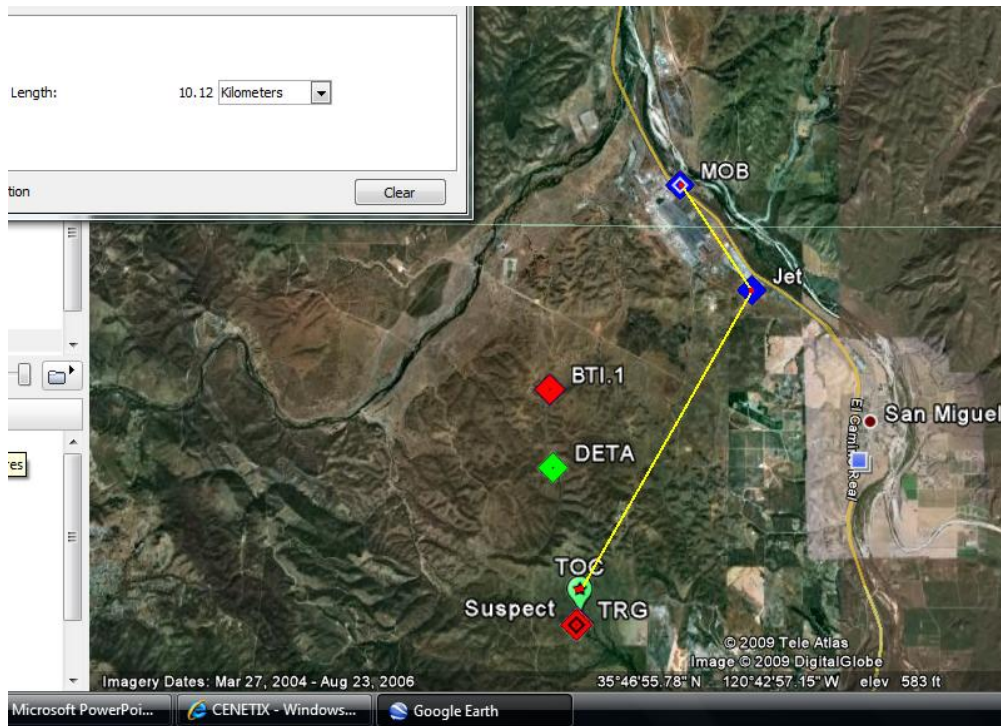 Length: 10.12 Kilometers
tion Clear
MOB
Jet
BTI.1
San Miguel
El Camino Real
DETA
res
TOC
Suspect TRG
© 2009 Tele Atlas
Image © 2009 DigitalGlobe
Imagery Dates: Mar 27, 2004 - Aug 23, 2006 35°46'55.78" N 120°42'57.15" W elev 583 ft
Microsoft PowerPoi... CENETIX - Windows... Google Earth